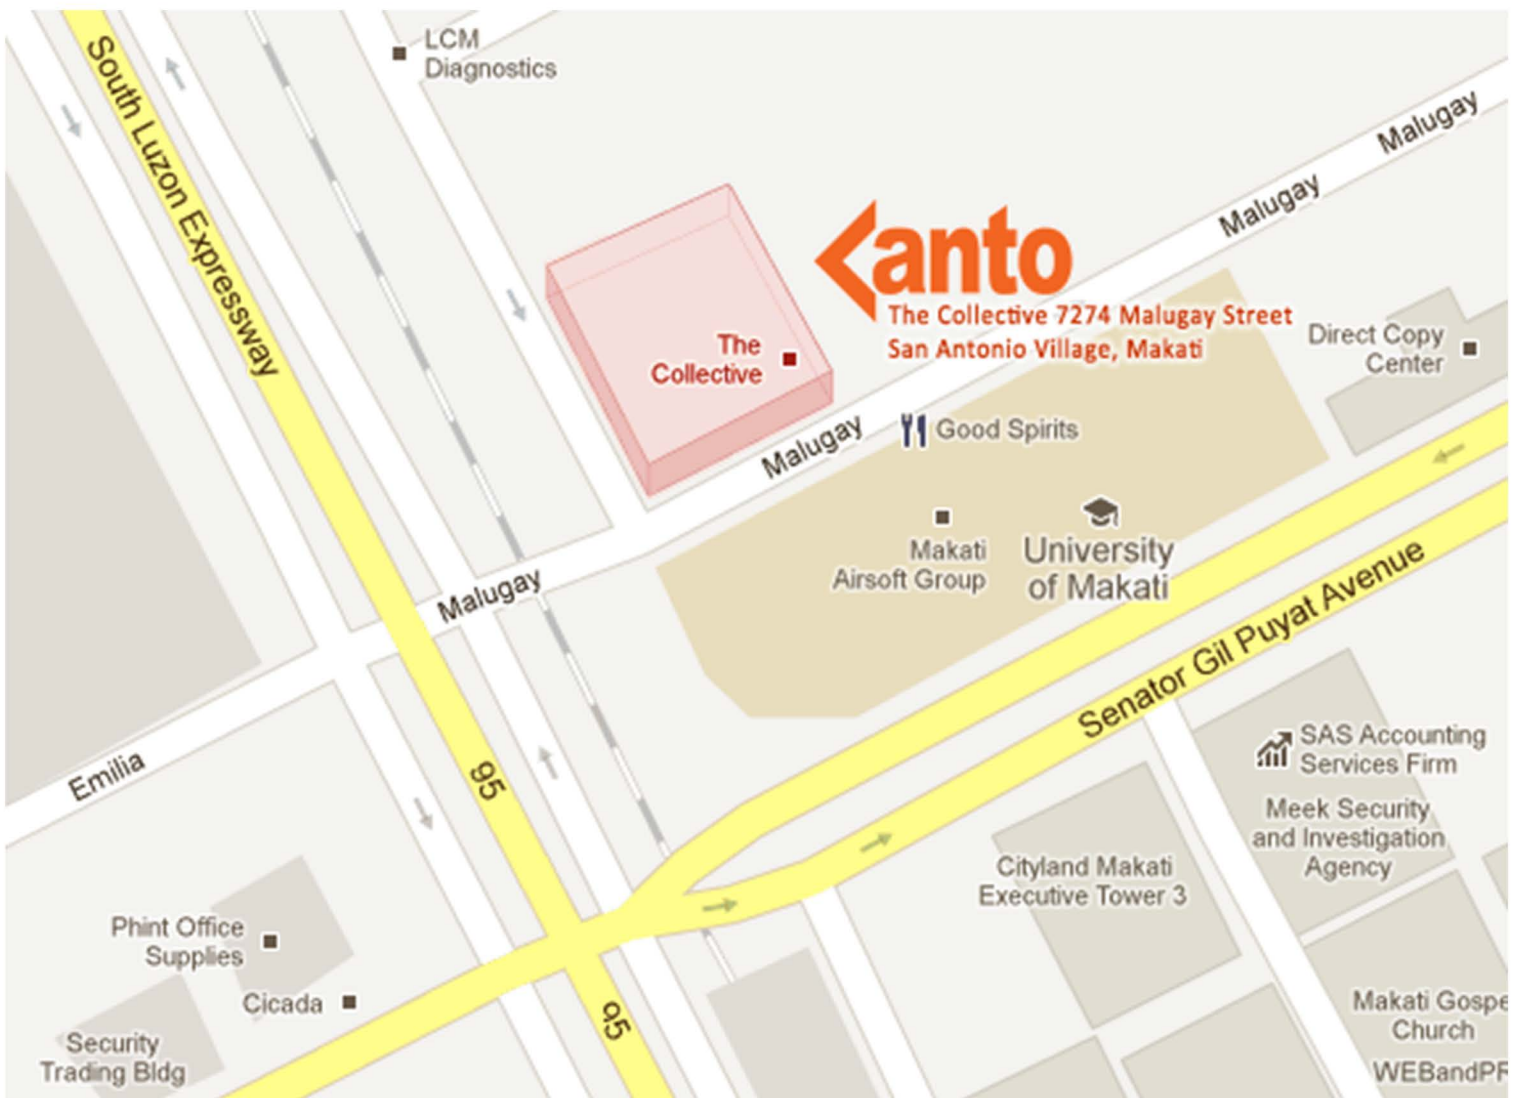 LCM
Diagnostics
South Luzon Expressway
Malugay
Malugay
anto
The Collective 7274 Malugay Street
San Antonio Village, Makati
The
Collective
Direct Copy
Center
Malugay
Good Spirits
Makati
Airsoft Group
University
of Makati
Malugay
Senator Gil Puyat Avenue
Emilia
95
SAS Accounting
Services Firm
Meek Security
and Investigation
Agency
Cityland Makati
Executive Tower 3
Phint Office
Supplies
Cicada
95
Security
Trading Bldg
Makati Gospe
Church
WEBandPR